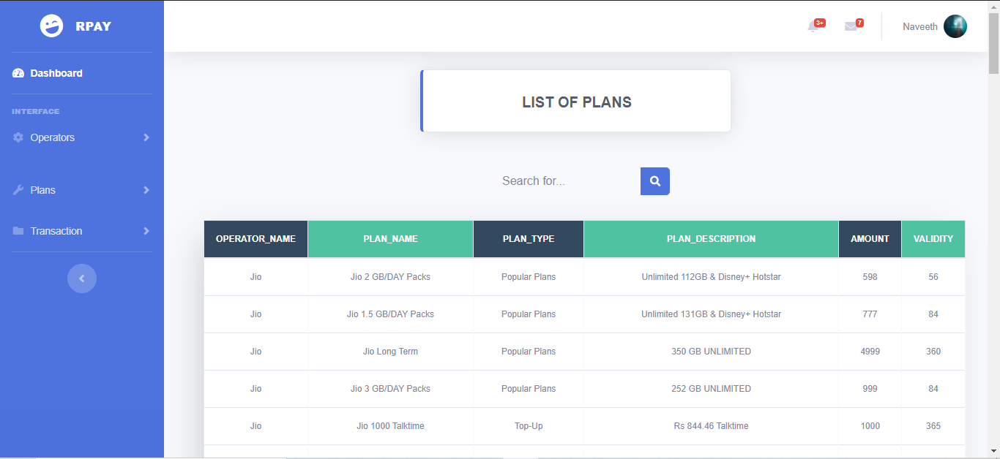 RPAY
3+
7
Naveeth
Dashboard
INTERFACE
Operators
Plans
Transaction
LIST OF PLANS
Search for...
OPERATOR_NAME PLAN_NAME PLAN_TYPE PLAN_DESCRIPTION AMOUNT VALIDITY
Jio Jio 2 GB/DAY Packs Popular Plans Unlimited 112GB & Disney+ Hotstar 598 56
Jio Jio 1.5 GB/DAY Packs Popular Plans Unlimited 131GB & Disney+ Hotstar 777 84
Jio Jio Long Term Popular Plans 350 GB UNLIMITED 4999 360
Jio Jio 3 GB/DAY Packs Popular Plans 252 GB UNLIMITED 999 84
Jio Jio 1000 Talktime Top-Up Rs 844.46 Talktime 1000 365